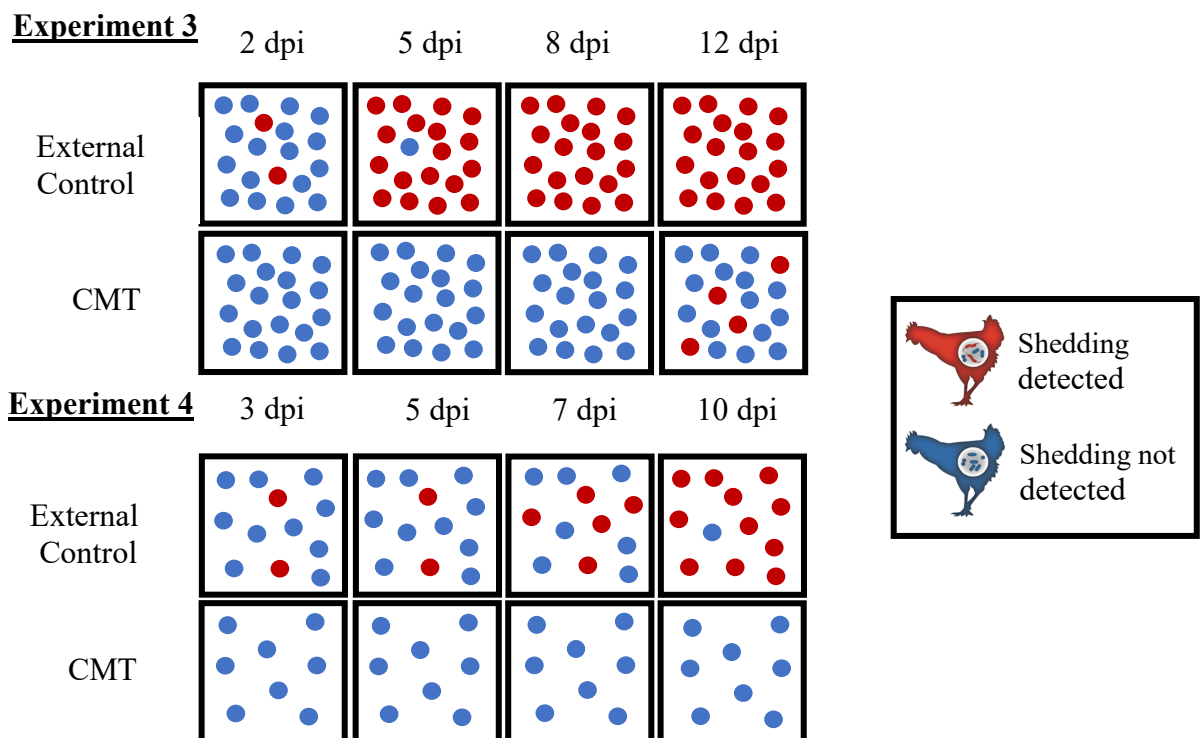 Experiment 3
2 dpi 5 dpi 8 dpi 12 dpi
External
Control
CMT
Experiment 4
3 dpi 5 dpi 7 dpi 10 dpi
External
Control
CMT
Shedding
detected
Shedding not
detected